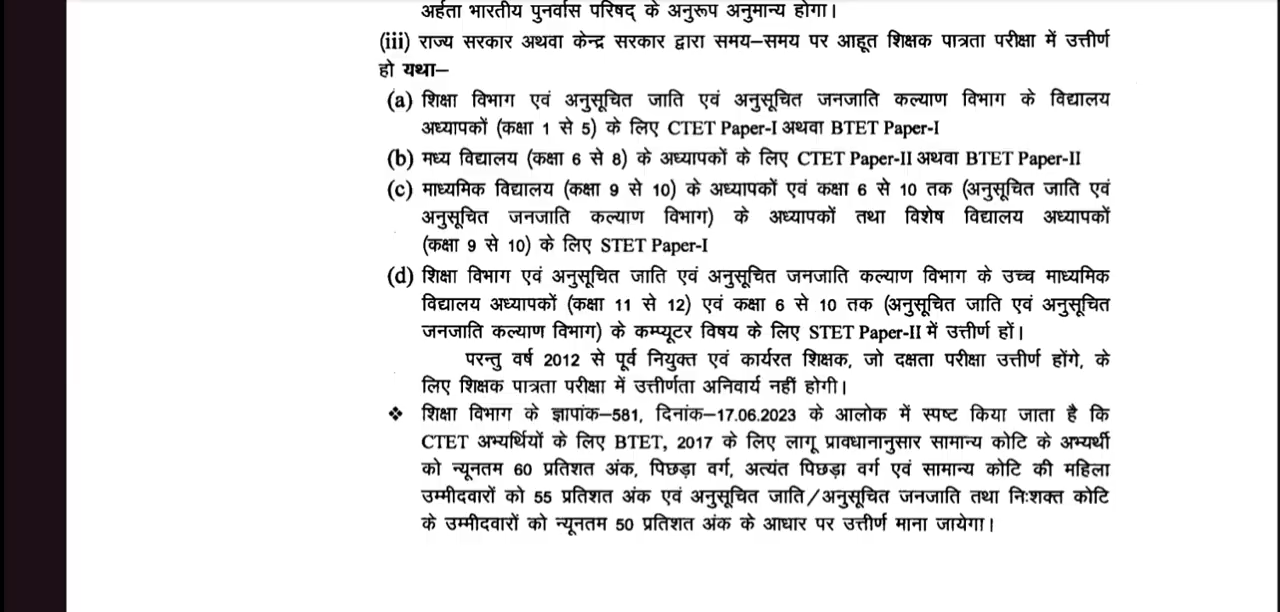 अर्हता भारतीय पुनर्वास परिषद् के अनुरूप अनुमान्य होगा।
(iii) राज्य सरकार अथवा केन्द्र सरकार द्वारा समय–समय पर आहूत शिक्षक पात्रता परीक्षा में उत्तीर्ण
हो यथा–
(a) शिक्षा विभाग एवं अनुसूचित जाति एवं अनुसूचित जनजाति कल्याण विभाग के विद्यालय
अध्यापकों (कक्षा 1 से 5) के लिए CTET Paper-I अथवा BTET Paper-I
(b) मध्य विद्यालय (कक्षा 6 से 8) के अध्यापकों के लिए CTET Paper-II अथवा BTET Paper-II
(c) माध्यमिक विद्यालय (कक्षा 9 से 10) के अध्यापकों एवं कक्षा 6 से 10 तक (अनुसूचित जाति एवं
अनुसूचित जनजाति कल्याण विभाग) के अध्यापकों तथा विशेष विद्यालय अध्यापकों
(कक्षा 9 से 10) के लिए STET Paper-I
(d) शिक्षा विभाग एवं अनुसूचित जाति एवं अनुसूचित जनजाति कल्याण विभाग के उच्च माध्यमिक
विद्यालय अध्यापकों (कक्षा 11 से 12) एवं कक्षा 6 से 10 तक (अनुसूचित जाति एवं अनुसूचित
जनजाति कल्याण विभाग) के कम्प्यूटर विषय के लिए STET Paper-II में उत्तीर्ण हों।
परन्तु वर्ष 2012 से पूर्व नियुक्त एवं कार्यरत शिक्षक, जो दक्षता परीक्षा उत्तीर्ण होंगे, के
लिए शिक्षक पात्रता परीक्षा में उत्तीर्णता अनिवार्य नहीं होगी।
❖ शिक्षा विभाग के ज्ञापांक–581, दिनांक–17.06.2023 के आलोक में स्पष्ट किया जाता है कि
CTET अभ्यर्थियों के लिए BTET, 2017 के लिए लागू प्रावधानानुसार सामान्य कोटि के अभ्यर्थी
को न्यूनतम 60 प्रतिशत अंक, पिछड़ा वर्ग, अत्यंत पिछड़ा वर्ग एवं सामान्य कोटि की महिला
उम्मीदवारों को 55 प्रतिशत अंक एवं अनुसूचित जाति/अनुसूचित जनजाति तथा निःशक्त कोटि
के उम्मीदवारों को न्यूनतम 50 प्रतिशत अंक के आधार पर उत्तीर्ण माना जायेगा।